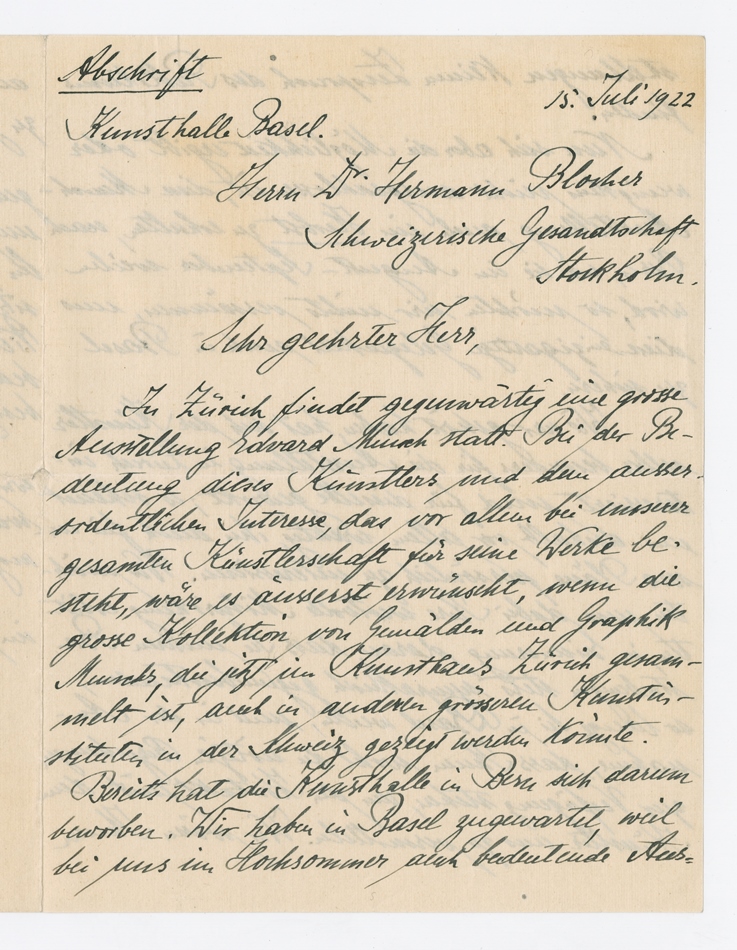 Abschrift
15. Juli 1922
Kunsthalle Basel.
Herrn Dr. Hermann Blocher
Schweizerische Gesandtschaft
Stockholm.
Sehr geehrter Herr,
In Zürich findet gegenwärtig eine grosse
Ausstellung Edvard Munch statt. Bei der Be-
deutung dieses Künstlers und dem ausser-
ordentlichen Interesse, das vor allem bei unserer
gesamten Künstlerschaft für seine Werke be-
steht, wäre es äusserst erwünscht, wenn die
grosse Kollektion von Gemälden und Graphik
Munchs, die jetzt im Kunsthaus Zürich gesam-
melt ist, auch in anderen grösseren Kunstin-
stituten in der Schweiz gezeigt werden könnte.
Bereits hat die Kunsthalle in Bern sich darum
beworben. Wir haben in Basel zugewartet, weil
bei uns im Hochsommer auch bedeutende Aus=